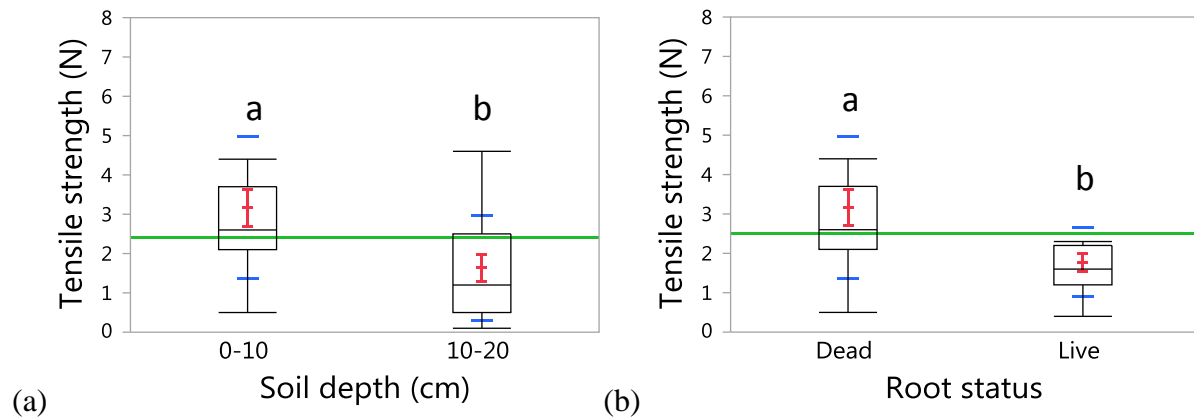 Tensile strength (N)
8
7
6
5
4
3
2
1
0
a
b
0-10
10-20
Soil depth (cm)
(a)
Tensile strength (N)
8
7
6
5
4
3
2
1
0
a
b
Dead
Live
Root status
(b)